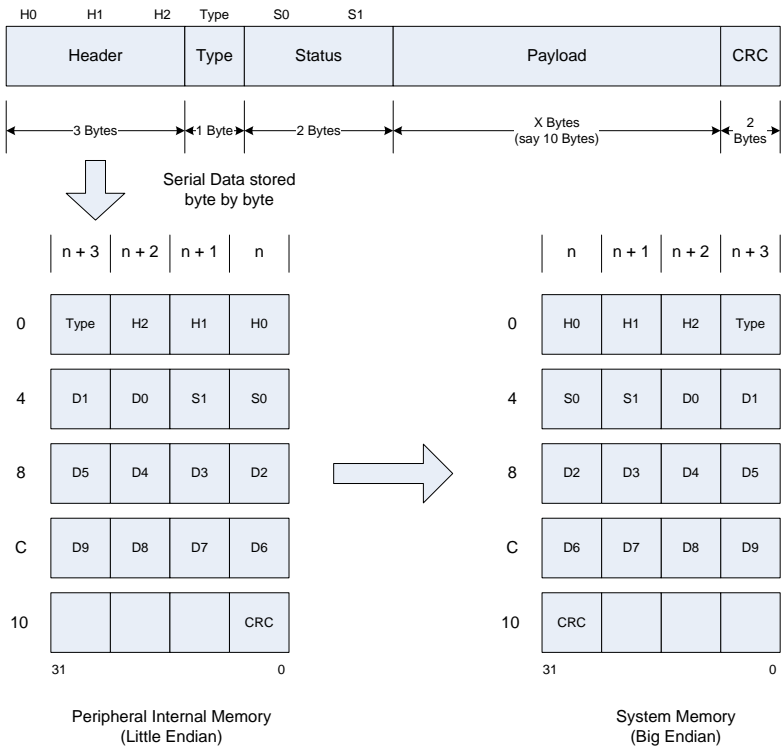 H0 H1 H2 Type S0 S1
Header Type Status Payload CRC
3 Bytes 1 Byte 2 Bytes X Bytes
(say 10 Bytes) 2
Bytes
Serial Data stored
byte by byte
n + 3 n + 2 n + 1 n
0 Type H2 H1 H0
4 D1 D0 S1 S0
8 D5 D4 D3 D2
C D9 D8 D7 D6
10 CRC
31 0
Peripheral Internal Memory
(Little Endian)
n n + 1 n + 2 n + 3
0 H0 H1 H2 Type
4 S0 S1 D0 D1
8 D2 D3 D4 D5
C D6 D7 D8 D9
10 CRC
31 0
System Memory
(Big Endian)